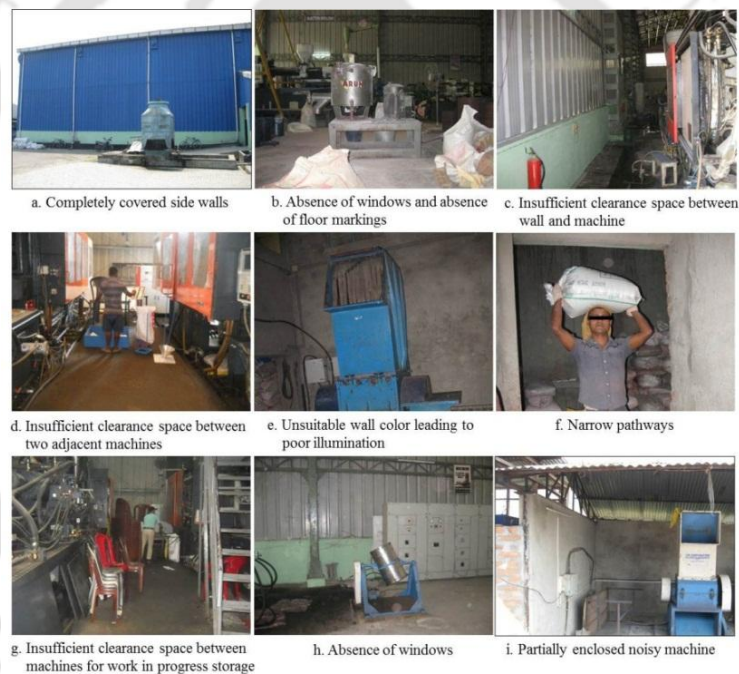 ARUN
a. Completely covered side walls
b. Absence of windows and absence
of floor markings
c. Insufficient clearance space between
wall and machine
d. Insufficient clearance space between
two adjacent machines
e. Unsuitable wall color leading to
poor illumination
f. Narrow pathways
g. Insufficient clearance space between
machines for work in progress storage
h. Absence of windows
i. Partially enclosed noisy machine